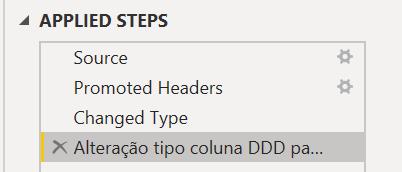 APPLIED STEPS
Source
Promoted Headers
Changed Type
Alteração tipo coluna DDD pa...